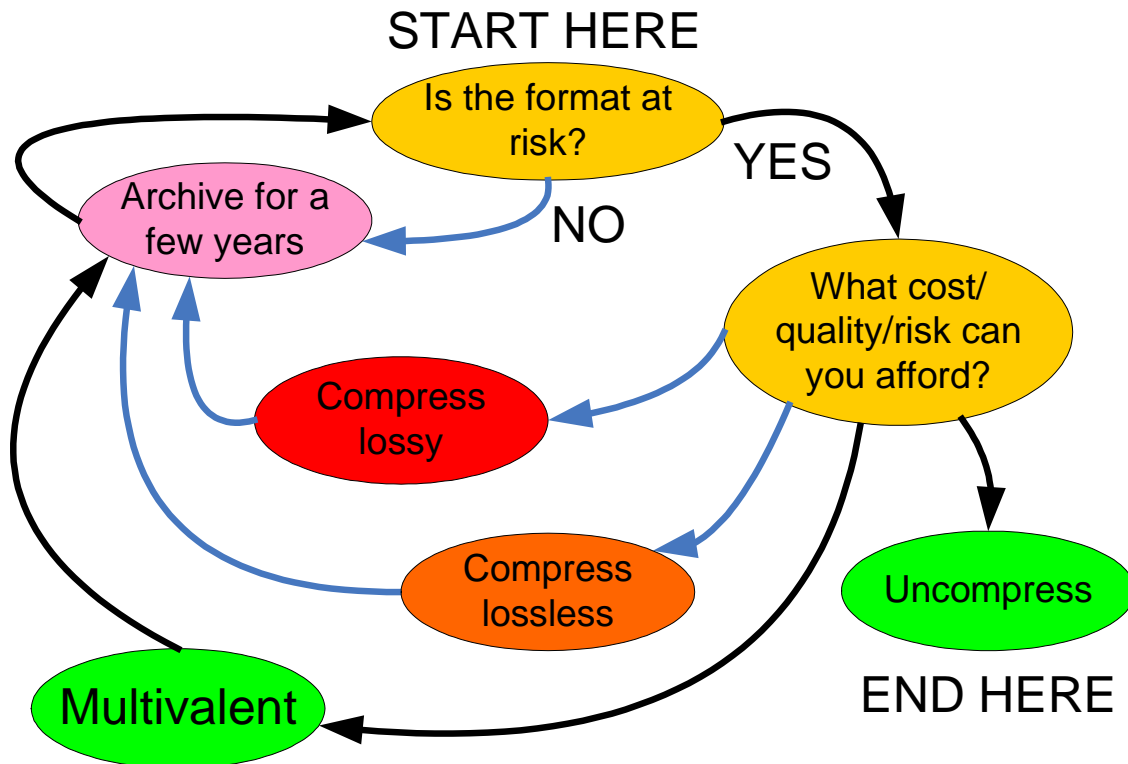 START HERE
Is the format at
risk?
YES
Archive for a
few years
NO
What cost/
quality/risk can
you afford?
Compress
lossy
Compress
lossless
Uncompress
Multivalent
END HERE